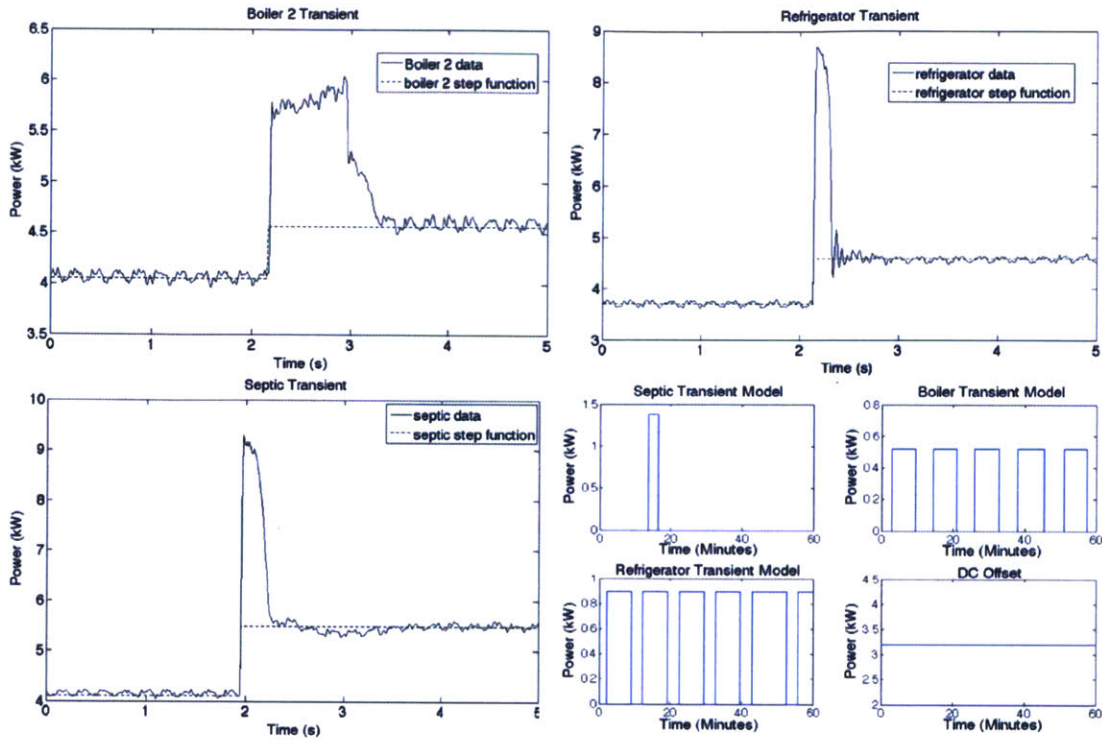 Boiler 2 Transient
6.5
6
5.5
5
4.5
4
3.5
Power (kW)
Boiler 2 data
boiler 2 step function
0 1 2 3 4 5
Time (s)
Refrigerator Transient
9
8
7
6
5
4
3
Power (kW)
refrigerator data
refrigerator step function
0 1 2 3 4 5
Time (s)
Septic Transient
10
9
8
7
6
5
4
Power (kW)
septic data
septic step function
0 1 2 3 4 5
Time (s)
Septic Transient Model
1.5
1
0.5
0
Power (kW)
0 20 40 60
Time (Minutes)
Boiler Transient Model
0.8
0.6
0.4
0.2
0
Power (kW)
0 20 40 60
Time (Minutes)
Refrigerator Transient Model
1
0.8
0.6
0.4
0.2
0
Power (kW)
0 20 40 60
Time (Minutes)
DC Offset
4.5
4
3.5
3
2.5
2
Power (kW)
0 20 40 60
Time (Minutes)